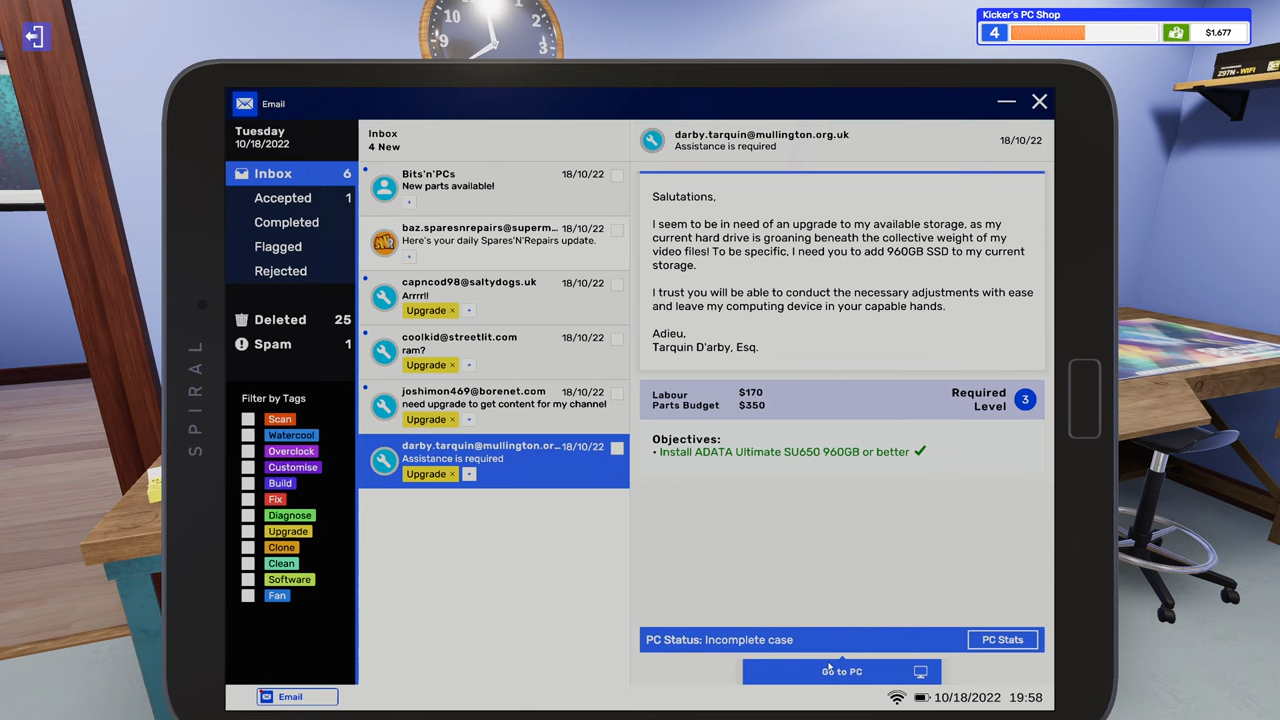 Kicker's PC Shop
4
$1,677
10
12
2
9
3
8
Z97N - WIFI
SPIRAL
Email
Tuesday
10/18/2022
Inbox 6
Accepted 1
Completed
Flagged
Rejected
Deleted 25
Spam 1
Filter by Tags
Scan
Watercool
Overclock
Customise
Build
Fix
Diagnose
Upgrade
Clone
Clean
Software
Fan
Inbox
4 New
Bits'n'PCs 18/10/22
New parts available!
+
baz.sparesnrepairs@superm... 18/10/22
Here's your daily Spares'N'Repairs update.
+
capncod98@saltydogs.uk 18/10/22
Arrrr!!
Upgrade × +
coolkid@streetlit.com 18/10/22
ram?
Upgrade × +
joshimon469@borenet.com 18/10/22
need upgrade to get content for my channel
Upgrade × +
darby.tarquin@mullington.or... 18/10/22
Assistance is required
Upgrade × +
darby.tarquin@mullington.org.uk
Assistance is required
18/10/22
Salutations,
I seem to be in need of an upgrade to my available storage, as my
current hard drive is groaning beneath the collective weight of my
video files! To be specific, I need you to add 960GB SSD to my current
storage.
I trust you will be able to conduct the necessary adjustments with ease
and leave my computing device in your capable hands.
Adieu,
Tarquin D'arby, Esq.
Labour $170
Parts Budget $350
Required
Level 3
Objectives:
• Install ADATA Ultimate SU650 960GB or better
PC Status: Incomplete case
PC Stats
Go to PC
Email
10/18/2022 19:58